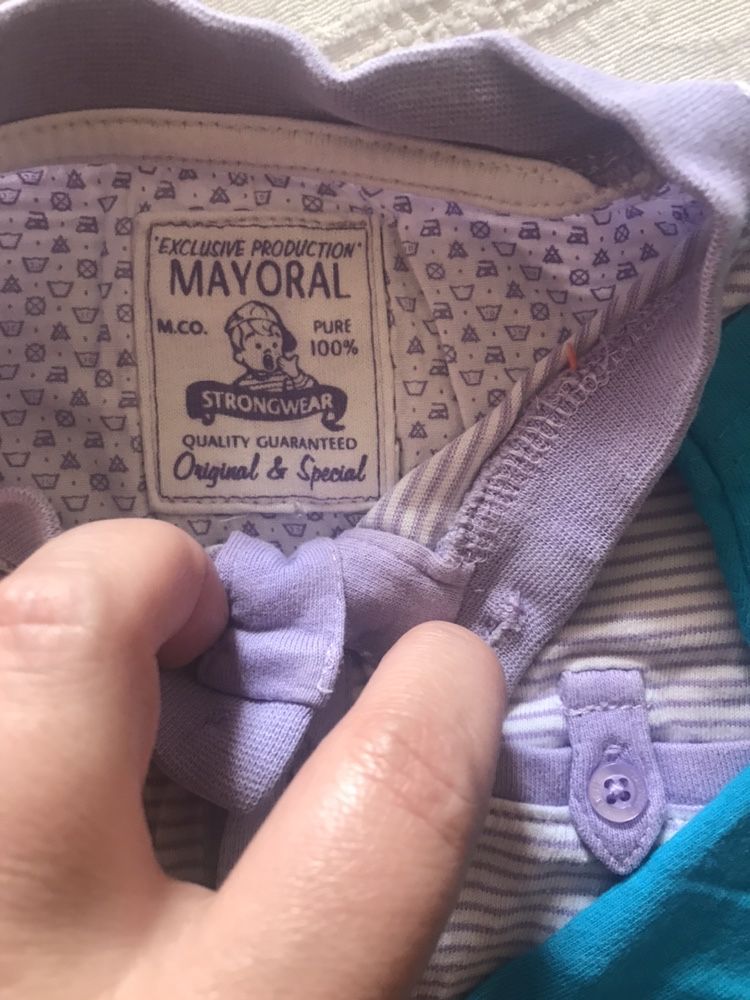 "EXCLUSIVE PRODUCTION"
MAYORAL
M.CO.
PURE
100%
STRONGWEAR
QUALITY GUARANTEED
Original & Special